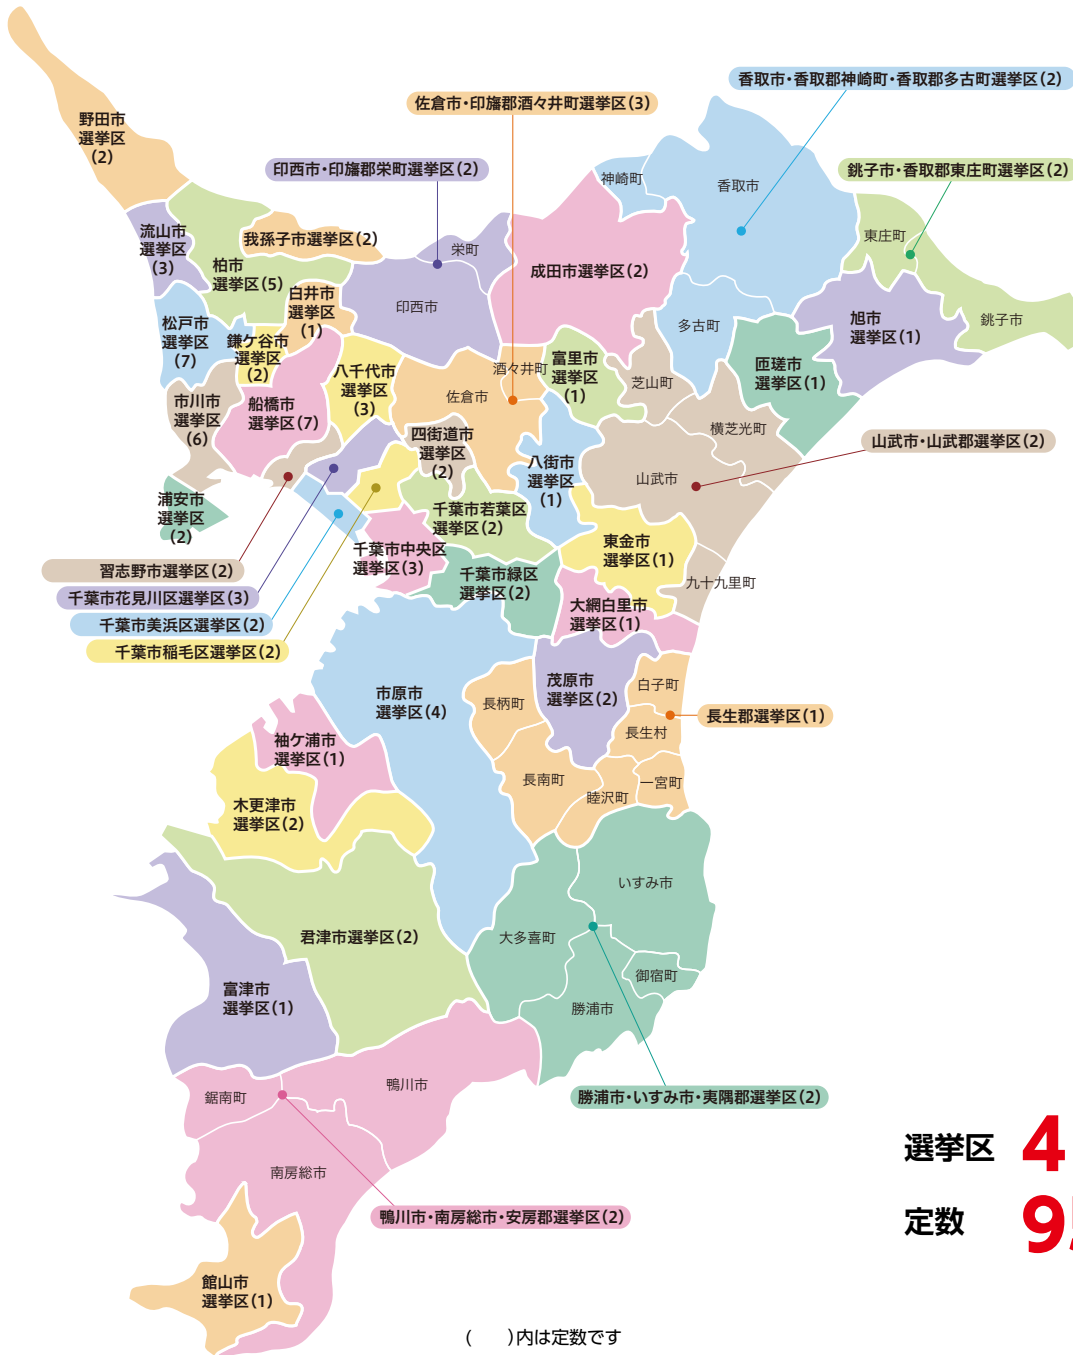 香取市・香取郡神崎町・香取郡多古町選挙区(2)
佐倉市・印旛郡酒々井町選挙区(3)
野田市
選挙区
(2)
印西市・印旛郡栄町選挙区(2)
銚子市・香取郡東庄町選挙区(2)
神崎町
香取市
流山市
選挙区
(3)
我孫子市選挙区(2)
栄町
東庄町
柏市
選挙区(5)
成田市選挙区(2)
白井市
選挙区
(1)
印西市
松戸市
選挙区
(7)
鎌ケ谷市
選挙区
(2)
多古町
旭市
選挙区(1)
銚子市
八千代市
選挙区
(3)
酒々井町
富里市
選挙区
(1)
芝山町
匝瑳市
選挙区(1)
市川市
選挙区
(6)
船橋市
選挙区(7)
佐倉市
四街道市
選挙区
(2)
横芝光町
山武市・山武郡選挙区(2)
八街市
選挙区
(1)
山武市
浦安市
選挙区
(2)
千葉市若葉区
選挙区(2)
東金市
選挙区(1)
千葉市中央区
選挙区(3)
習志野市選挙区(2)
千葉市緑区
選挙区(2)
九十九里町
千葉市花見川区選挙区(3)
大網白里市
選挙区(1)
千葉市美浜区選挙区(2)
千葉市稲毛区選挙区(2)
市原市
選挙区(4)
長柄町
茂原市
選挙区(2)
白子町
長生郡選挙区(1)
長生村
袖ケ浦市
選挙区(1)
長南町
睦沢町
一宮町
木更津市
選挙区(2)
いすみ市
君津市選挙区(2)
大多喜町
御宿町
富津市
選挙区(1)
勝浦市
鴨川市
勝浦市・いすみ市・夷隅郡選挙区(2)
鋸南町
選挙区 4
南房総市
定数 9
鴨川市・南房総市・安房郡選挙区(2)
館山市
選挙区(1)
(　　)内は定数です